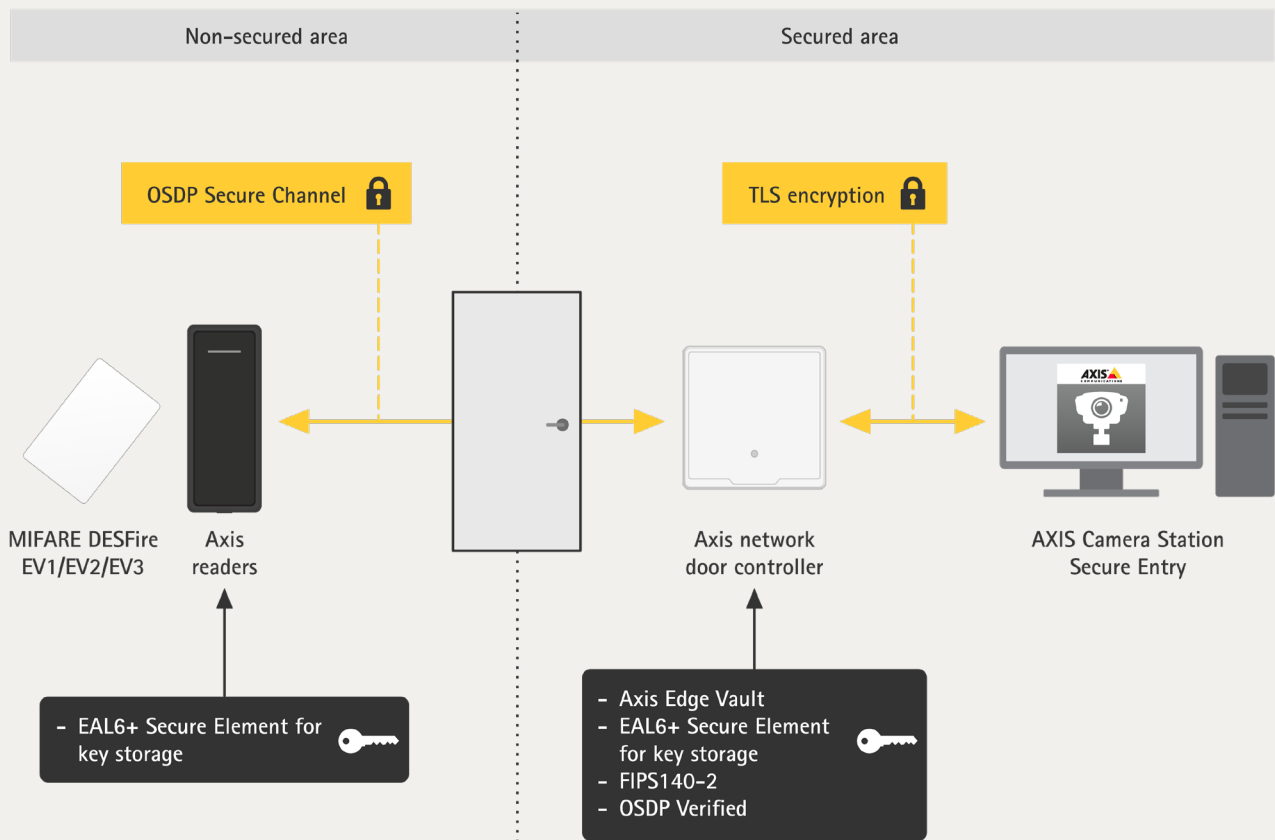 Non-secured area
Secured area
OSDP Secure Channel
TLS encryption
AXIS
COMMUNICATIONS
MIFARE DESFire
EV1/EV2/EV3
Axis
readers
Axis network
door controller
AXIS Camera Station
Secure Entry
- EAL6+ Secure Element for
key storage
- Axis Edge Vault
- EAL6+ Secure Element
for key storage
- FIPS140-2
- OSDP Verified